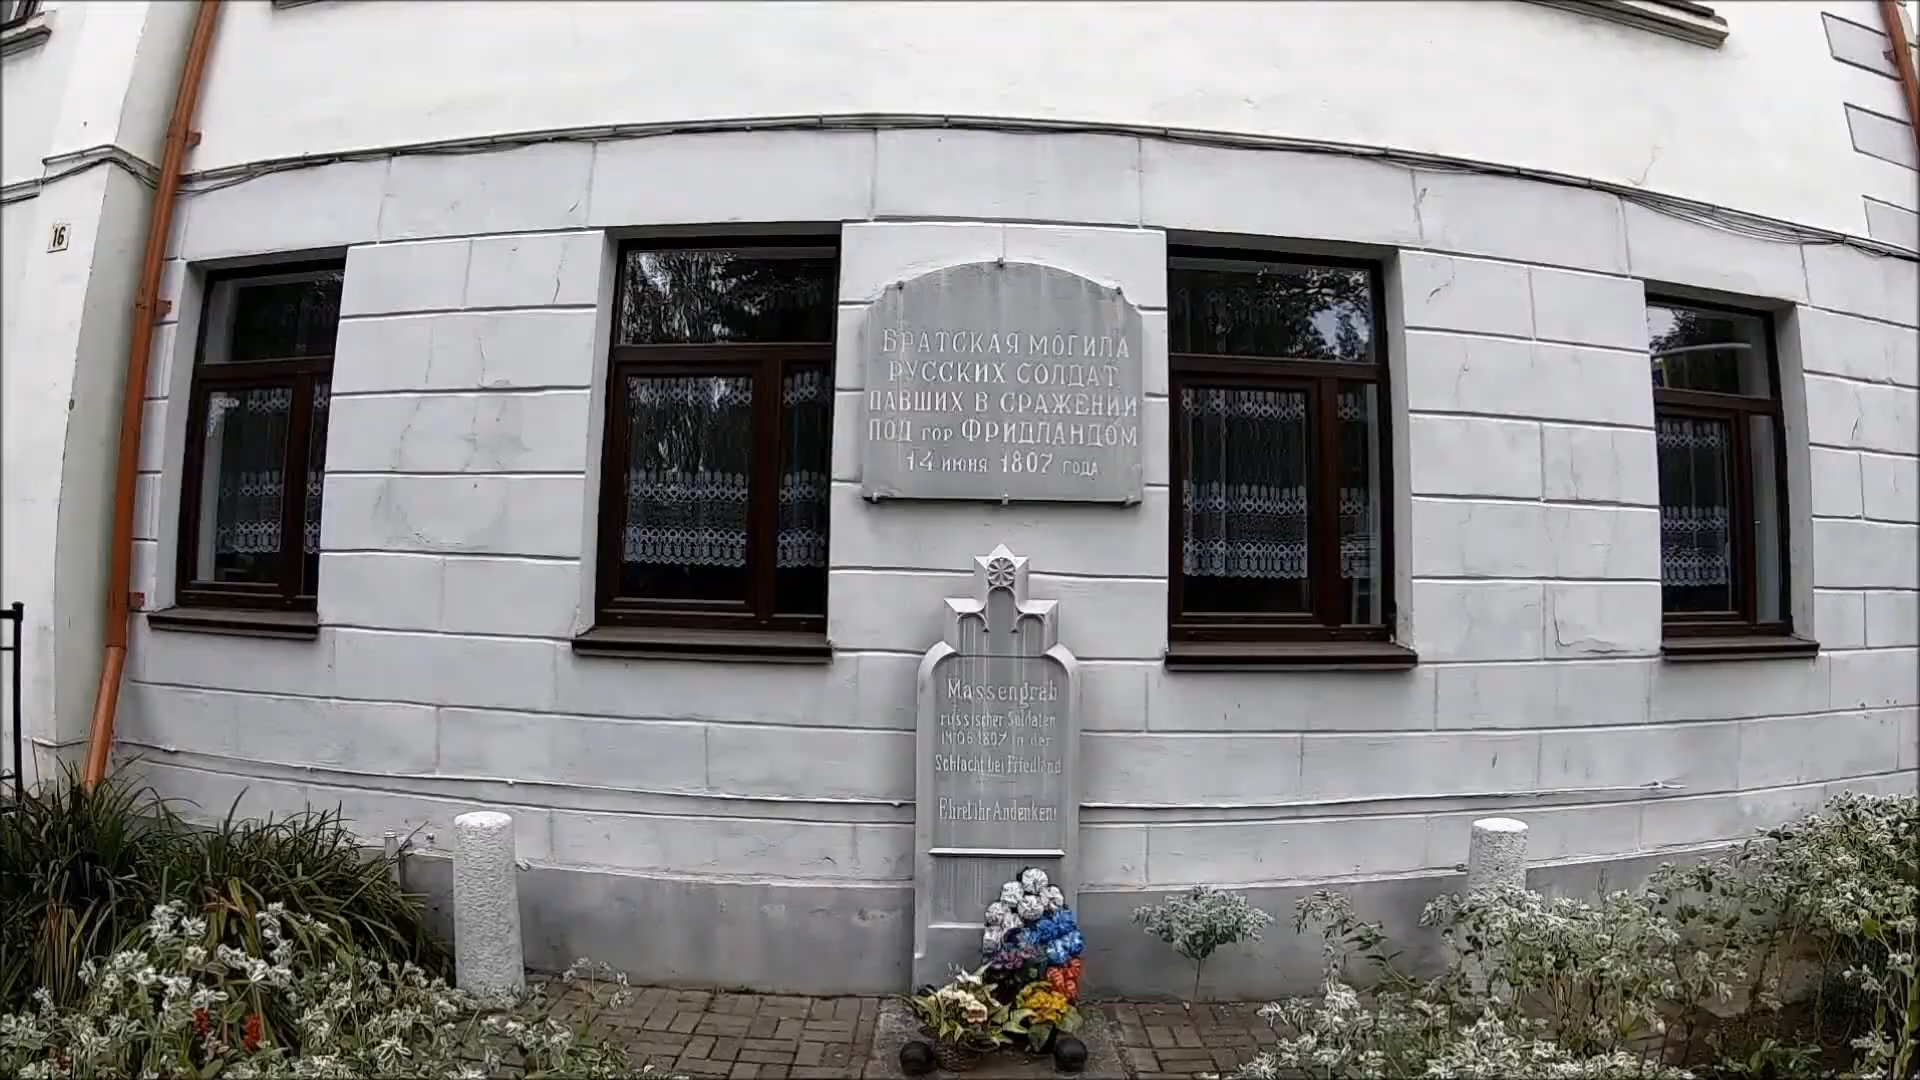 16
БРАТСКАЯ МОГИЛА
РУССКИХ СОЛДАТ
ПАВШИХ В СРАЖЕНИИ
ПОД ГОР ФРИДЛАНДОМ
14 ИЮНЯ 1807 ГОДА
Massengrab
russischer Soldaten
14.06.1807 in der
Schlacht bei Friedland
Ehret ihr Andenken!